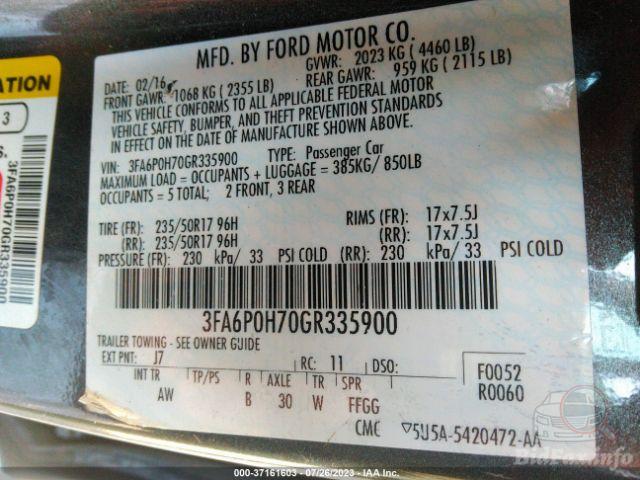 MFD. BY FORD MOTOR CO.
DATE: 02/16 GVWR: 2023 KG ( 4460 LB)
FRONT GAWR: 1068 KG ( 2355 LB) REAR GAWR: 959 KG ( 2115 LB)
THIS VEHICLE CONFORMS TO ALL APPLICABLE FEDERAL MOTOR
VEHICLE SAFETY, BUMPER, AND THEFT PREVENTION STANDARDS
IN EFFECT ON THE DATE OF MANUFACTURE SHOWN ABOVE.
VIN: 3FA6P0H70GR335900 TYPE: Passenger Car
MAXIMUM LOAD = OCCUPANTS + LUGGAGE = 385KG/ 850LB
OCCUPANTS = 5 TOTAL; 2 FRONT, 3 REAR
TIRE (FR): 235/50R17 96H RIMS (FR): 17x7.5J
(RR): 235/50R17 96H (RR): 17x7.5J
PRESSURE (FR): 230 kPa/ 33 PSI COLD (RR): 230 kPa/ 33 PSI COLD
3FA6P0H70GR335900
TRAILER TOWING - SEE OWNER GUIDE
EXT PNT: J7 RC: 11 DSO:
F0052
R0060
INT TR TP/PS R AXLE TR SPR
AW B 30 W FFGG
CMC 5U5A-5420472-AA
ATION
3
3FA6P0H70GR335900
000-37161603 - 07/26/2023 - IAA Inc.
BidFax.info